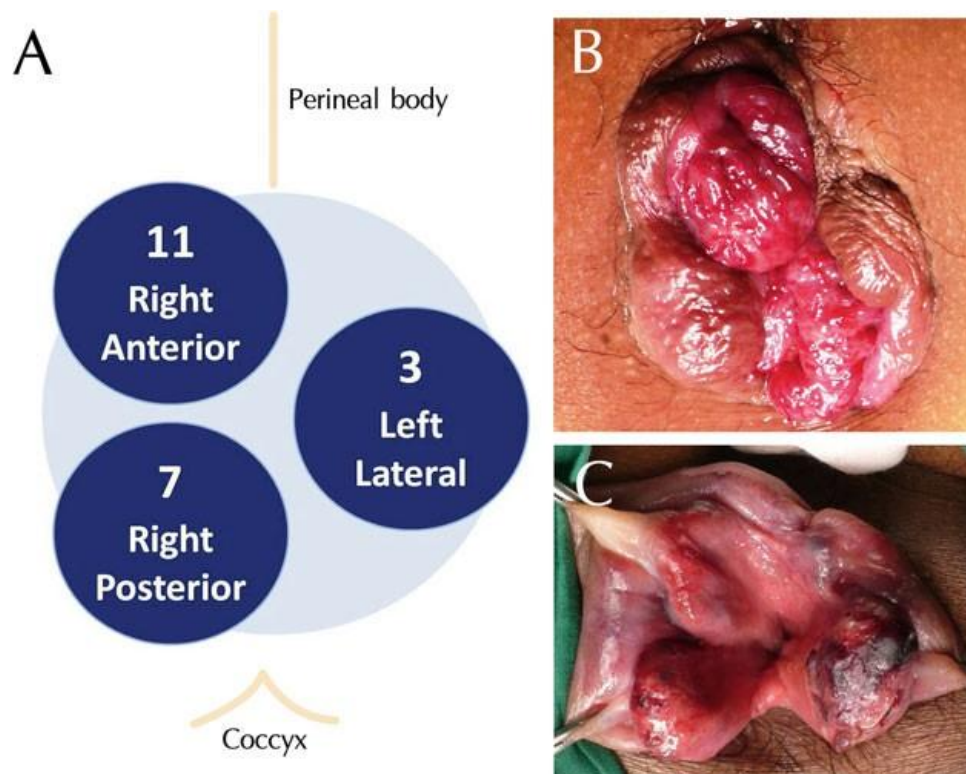 A
Perineal body
11
Right
Anterior
3
Left
Lateral
7
Right
Posterior
Coccyx
B
C